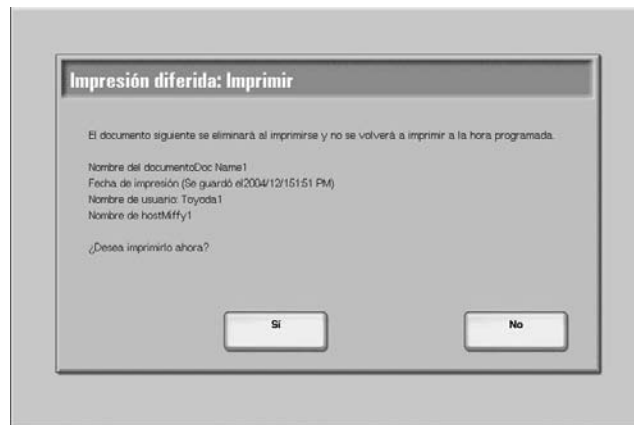 Impresión diferida: Imprimir
El documento siguiente se eliminará al imprimirse y no se volverá a imprimir a la hora programada.
Nombre del documentoDoc Name1
Fecha de impresión (Se guardó el2004/12/151:51 PM)
Nombre de usuario: Toyoda1
Nombre de hostMiffy1
¿Desea imprimirlo ahora?
Sí
No